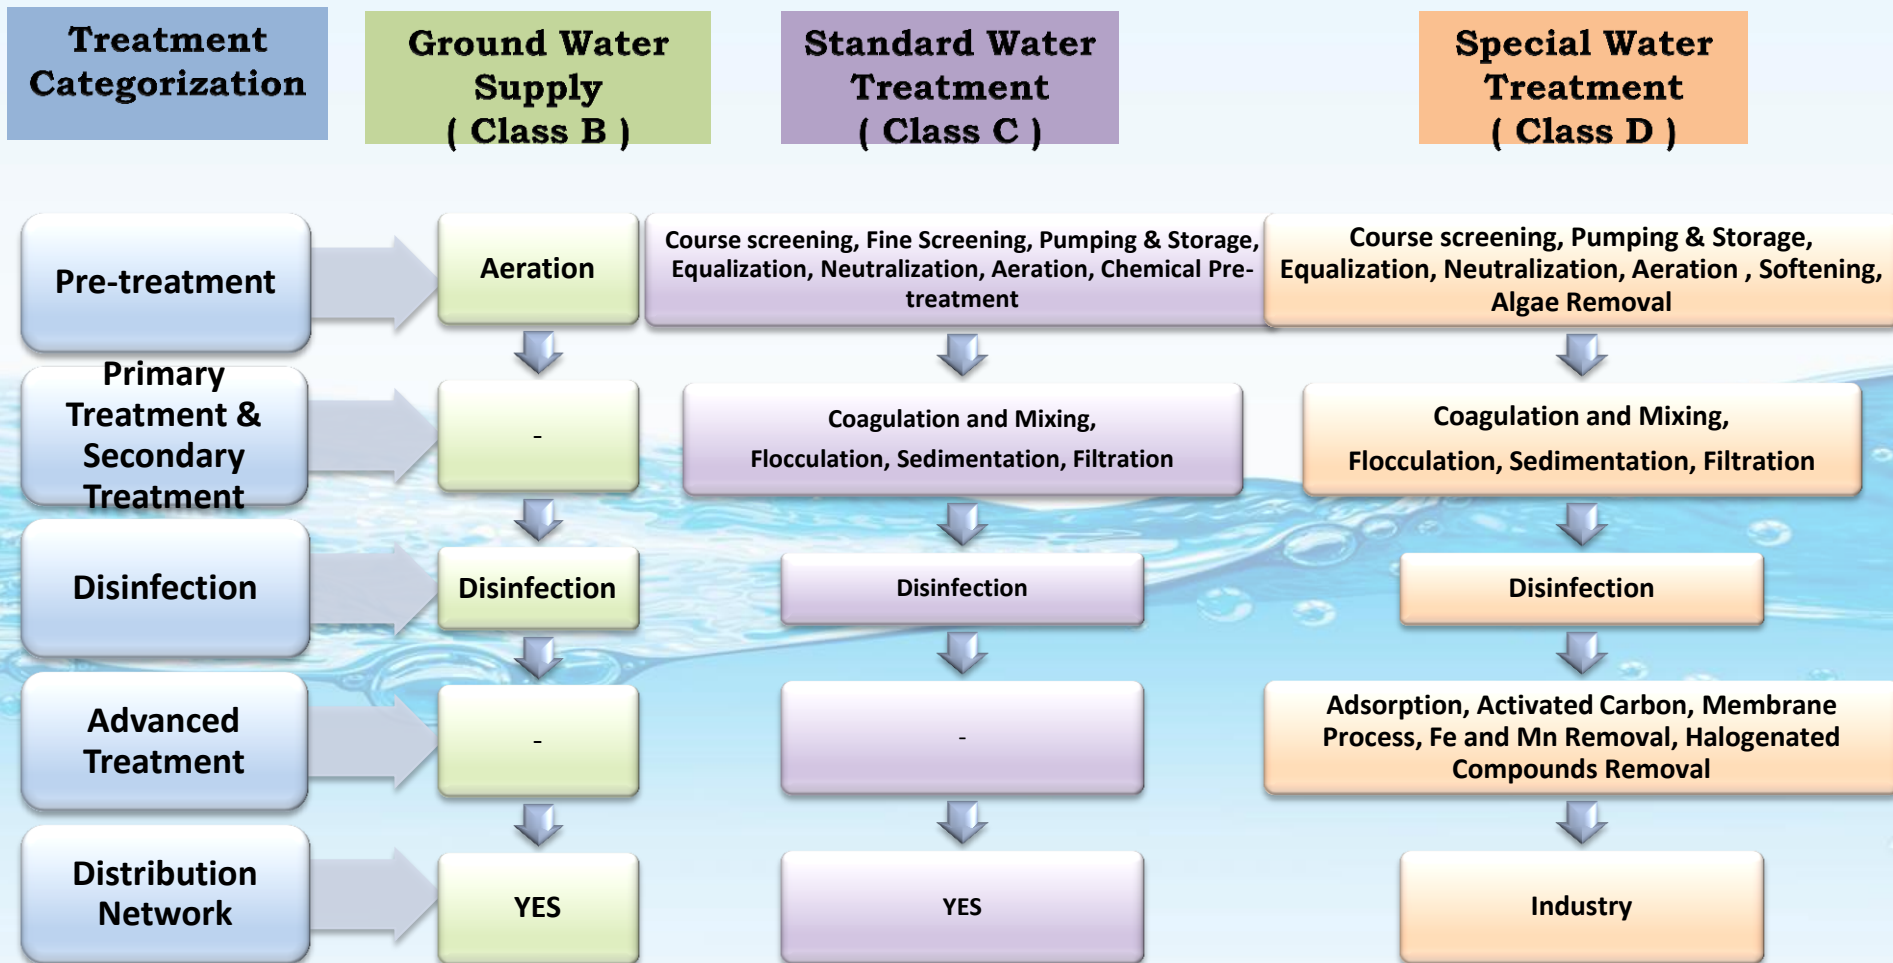 Treatment
Categorization
Ground Water
Supply
( Class B )
Standard Water
Treatment
( Class C )
Special Water
Treatment
( Class D )
Pre-treatment
Aeration
Course screening, Fine Screening, Pumping & Storage,
Equalization, Neutralization, Aeration, Chemical Pre-
treatment
Course screening, Pumping & Storage,
Equalization, Neutralization, Aeration , Softening,
Algae Removal
Primary
Treatment &
Secondary
Treatment
-
Coagulation and Mixing,
Flocculation, Sedimentation, Filtration
Coagulation and Mixing,
Flocculation, Sedimentation, Filtration
Disinfection
Disinfection
Disinfection
Disinfection
Advanced
Treatment
-
-
Adsorption, Activated Carbon, Membrane
Process, Fe and Mn Removal, Halogenated
Compounds Removal
Distribution
Network
YES
YES
Industry